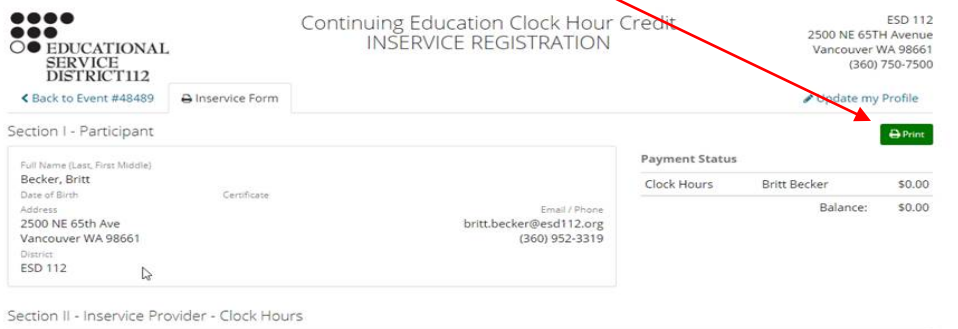 EDUCATIONAL
SERVICE
DISTRICT112
Continuing Education Clock Hour Credit
INSERVICE REGISTRATION
ESD 112
2500 NE 65TH Avenue
Vancouver WA 98661
(360) 750-7500
Back to Event #48489
Inservice Form
Update my Profile
Section I - Participant
Print
Full Name (Last, First Middle)
Becker, Britt
Date of Birth Certificate
Address Email / Phone
2500 NE 65th Ave britt.becker@esd112.org
Vancouver WA 98661 (360) 952-3319
District
ESD 112
Payment Status
Clock Hours Britt Becker $0.00
Balance: $0.00
Section II - Inservice Provider - Clock Hours